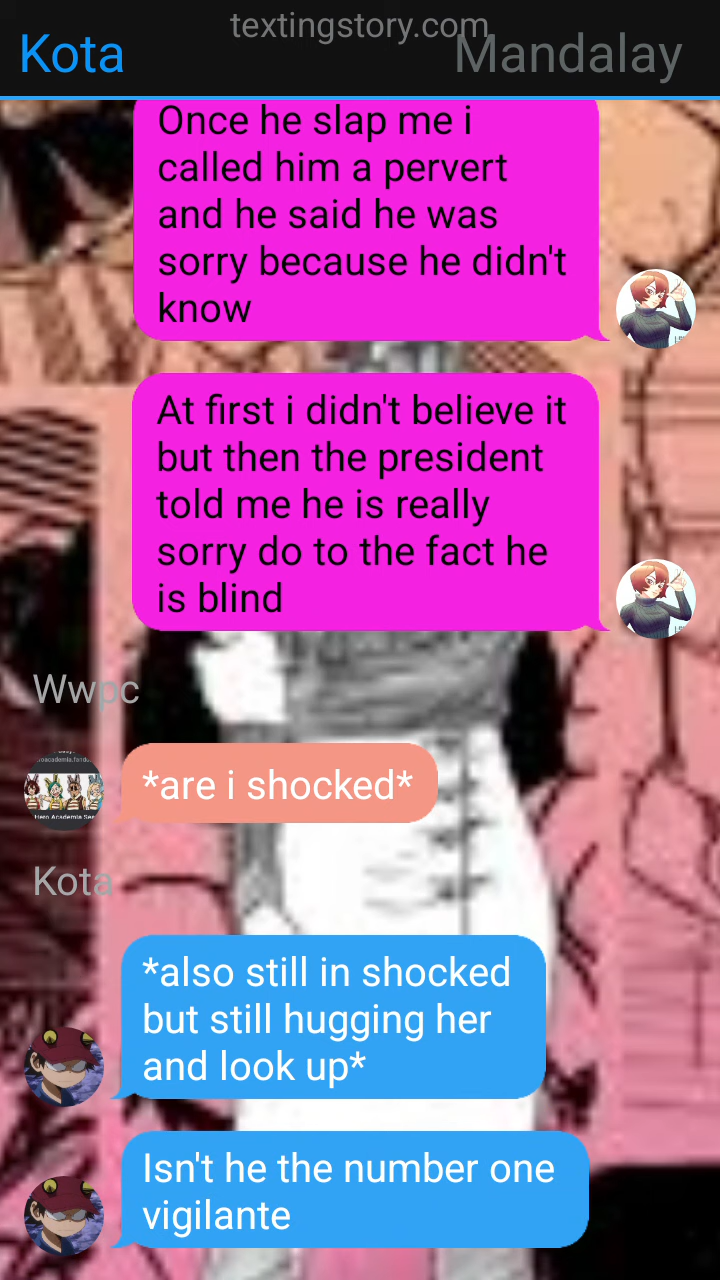 textingstory.com
Kota
Mandalay
Once he slap me i
called him a pervert
and he said he was
sorry because he didn't
know
At first i didn't believe it
but then the president
told me he is really
sorry do to the fact he
is blind
Wwpc
*are i shocked*
Kota
*also still in shocked
but still hugging her
and look up*
Isn't he the number one
vigilante